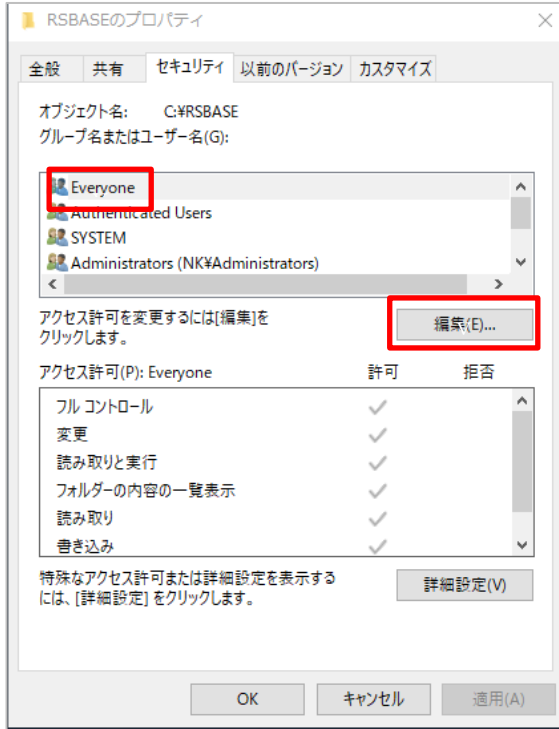 RSBASEのプロパティ
全般 共有 セキュリティ 以前のバージョン カスタマイズ
オブジェクト名: C:¥RSBASE
グループ名またはユーザー名(G):
Everyone
Authenticated Users
SYSTEM
Administrators (NK¥Administrators)
アクセス許可を変更するには[編集]を
クリックします。
編集(E)...
アクセス許可(P): Everyone 許可 拒否
フル コントロール
変更
読み取りと実行
フォルダーの内容の一覧表示
読み取り
書き込み
特殊なアクセス許可または詳細設定を表示する
には、[詳細設定] をクリックします。
詳細設定(V)
OK キャンセル 適用(A)